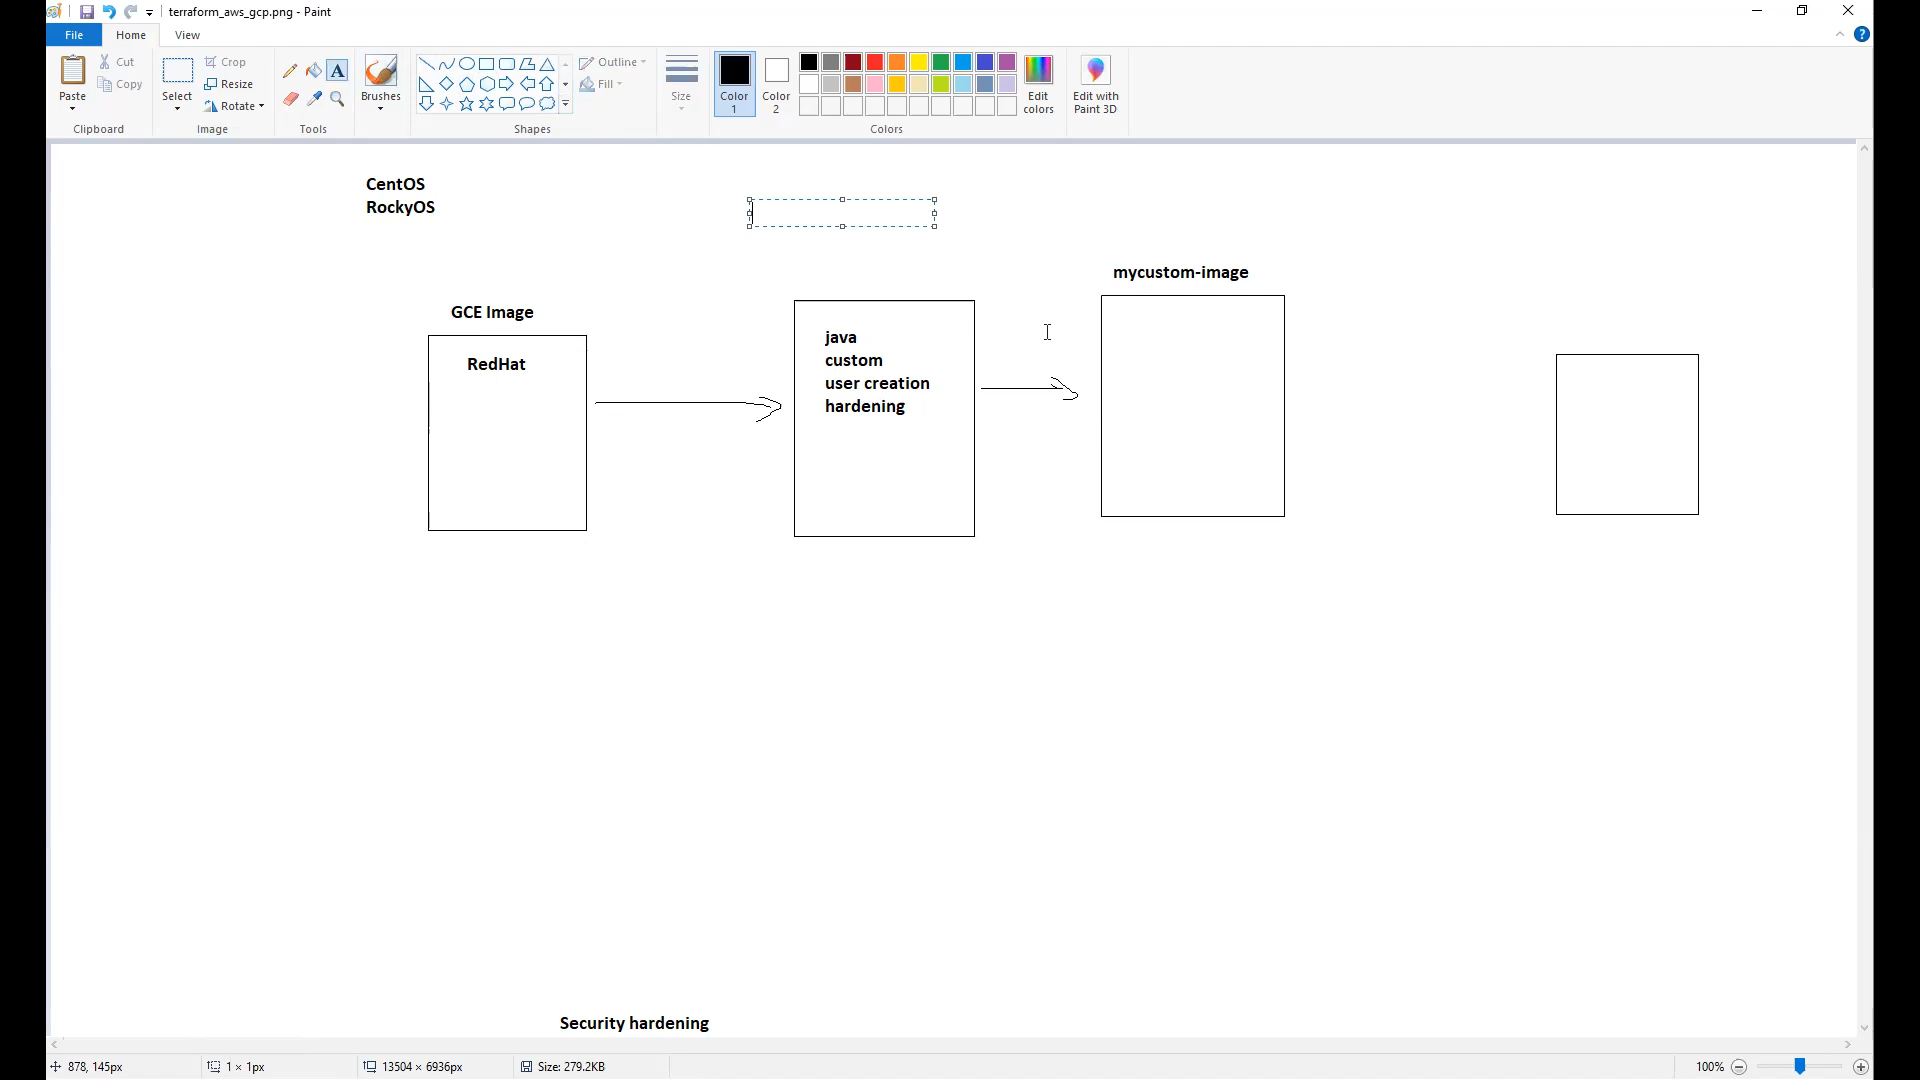 terraform_aws_gcp.png - Paint
File
Home
View
Paste
Cut
Copy
Clipboard
Select
Crop
Resize
Rotate
Image
A
Tools
Brushes
Shapes
Outline
Fill
Size
Color
1
Color
2
Colors
Edit
colors
Edit with
Paint 3D
?
CentOS
RockyOS
mycustom-image
GCE Image
RedHat
java
custom
user creation
hardening
Security hardening
878, 145px
1 × 1px
13504 × 6936px
Size: 279.2KB
100%